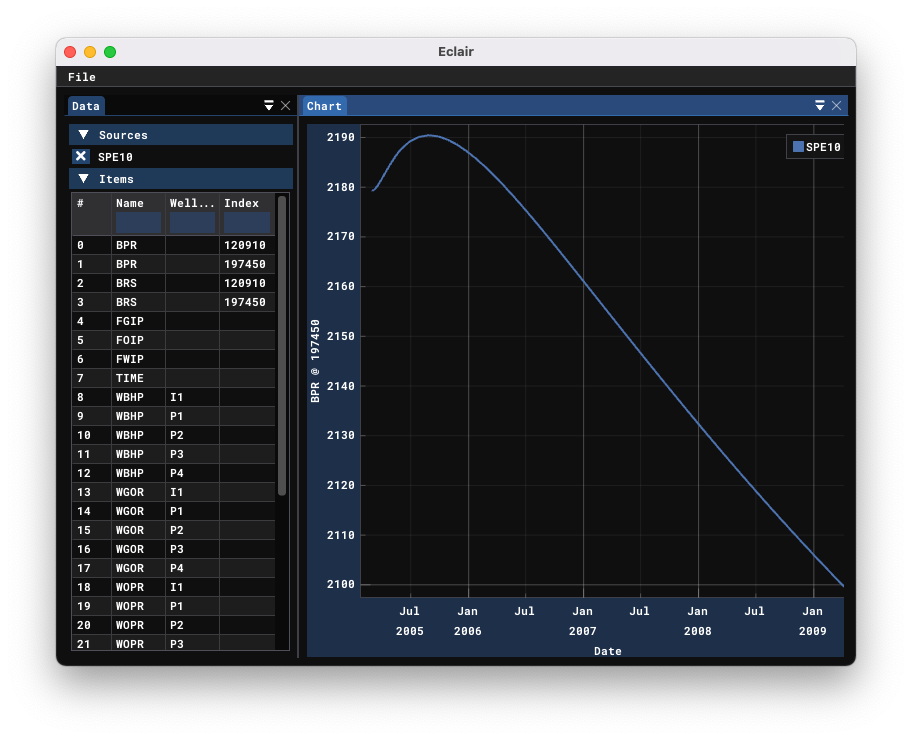 Eclair
File
Data
Sources
SPE10
Items
# Name Well... Index
0 BPR 120910
1 BPR 197450
2 BRS 120910
3 BRS 197450
4 FGIP
5 FOIP
6 FWIP
7 TIME
8 WBHP I1
9 WBHP P1
10 WBHP P2
11 WBHP P3
12 WBHP P4
13 WGOR I1
14 WGOR P1
15 WGOR P2
16 WGOR P3
17 WGOR P4
18 WOPR I1
19 WOPR P1
20 WOPR P2
21 WOPR P3
Chart
SPE10
BPR @ 197450
2190
2180
2170
2160
2150
2140
2130
2120
2110
2100
Jul Jan Jul Jan Jul Jan Jul Jan
2005 2006 2007 2008 2009
Date